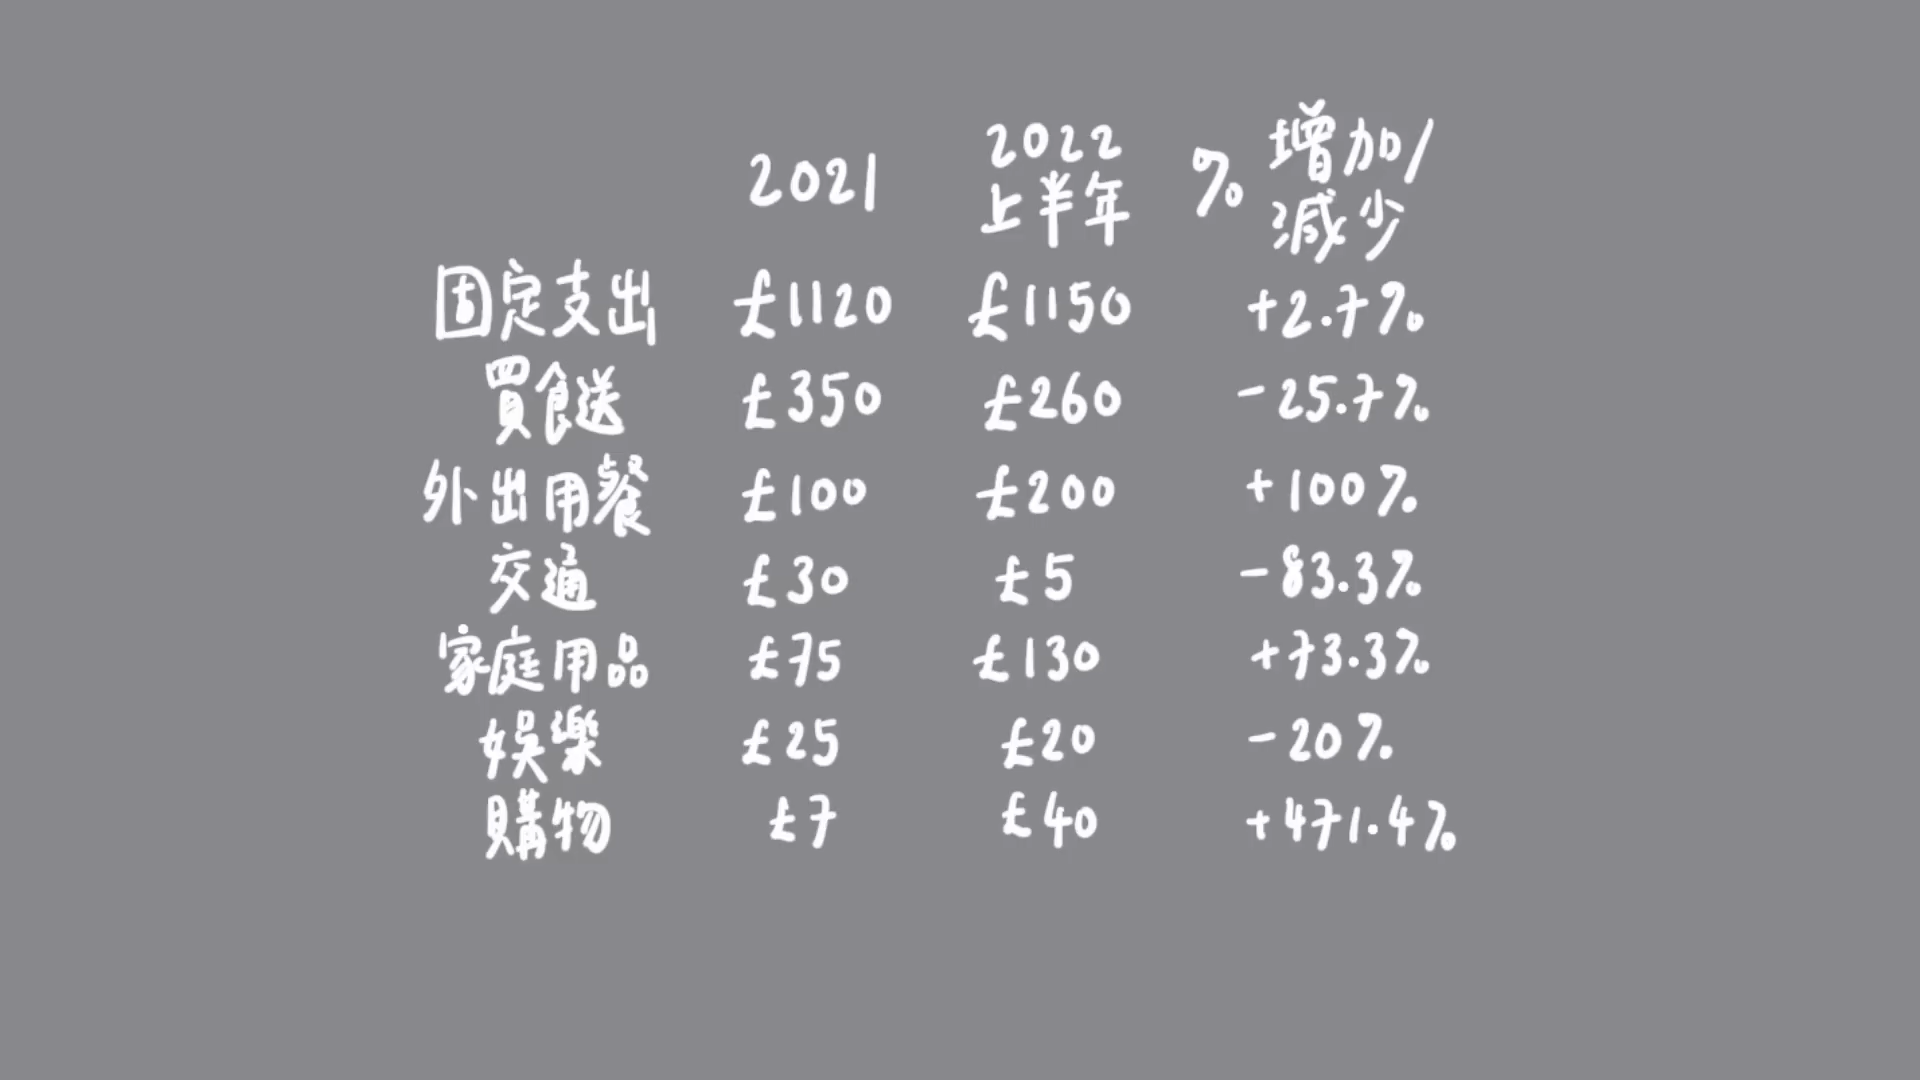 2021 2022 上半年 % 增加/減少
固定支出 £1120 £1150 +2.7%
買食送 £350 £260 -25.7%
外出用餐 £100 £200 +100%
交通 £30 £5 -83.3%
家庭用品 £75 £130 +73.3%
娛樂 £25 £20 -20%
購物 £7 £40 +471.4%